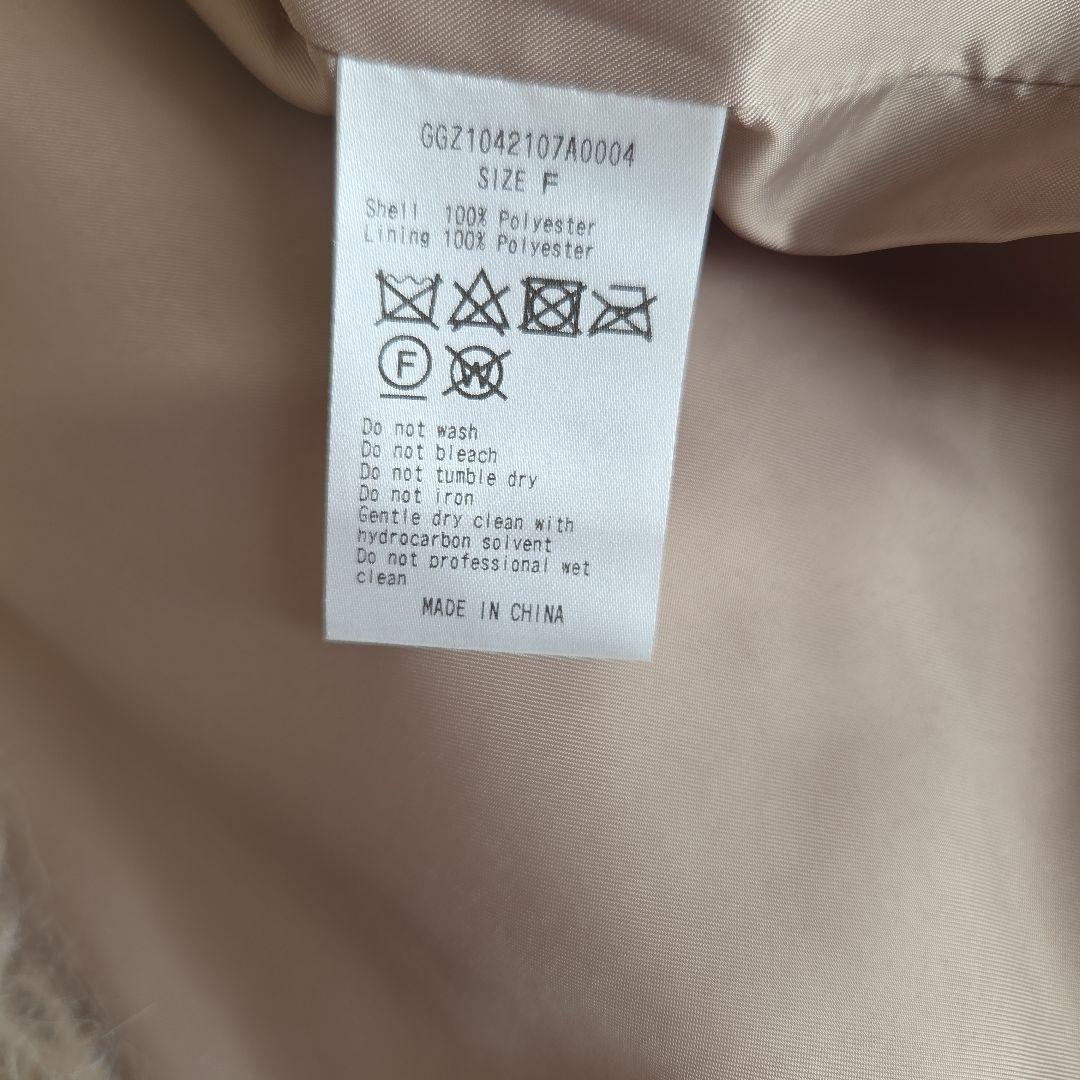 GGZ1042107A0004
SIZE F
Shell 100% Polyester
Lining 100% Polyester
F W
Do not wash
Do not bleach
Do not tumble dry
Do not iron
Gentle dry clean with
hydrocarbon solvent
Do not professional wet
clean
MADE IN CHINA